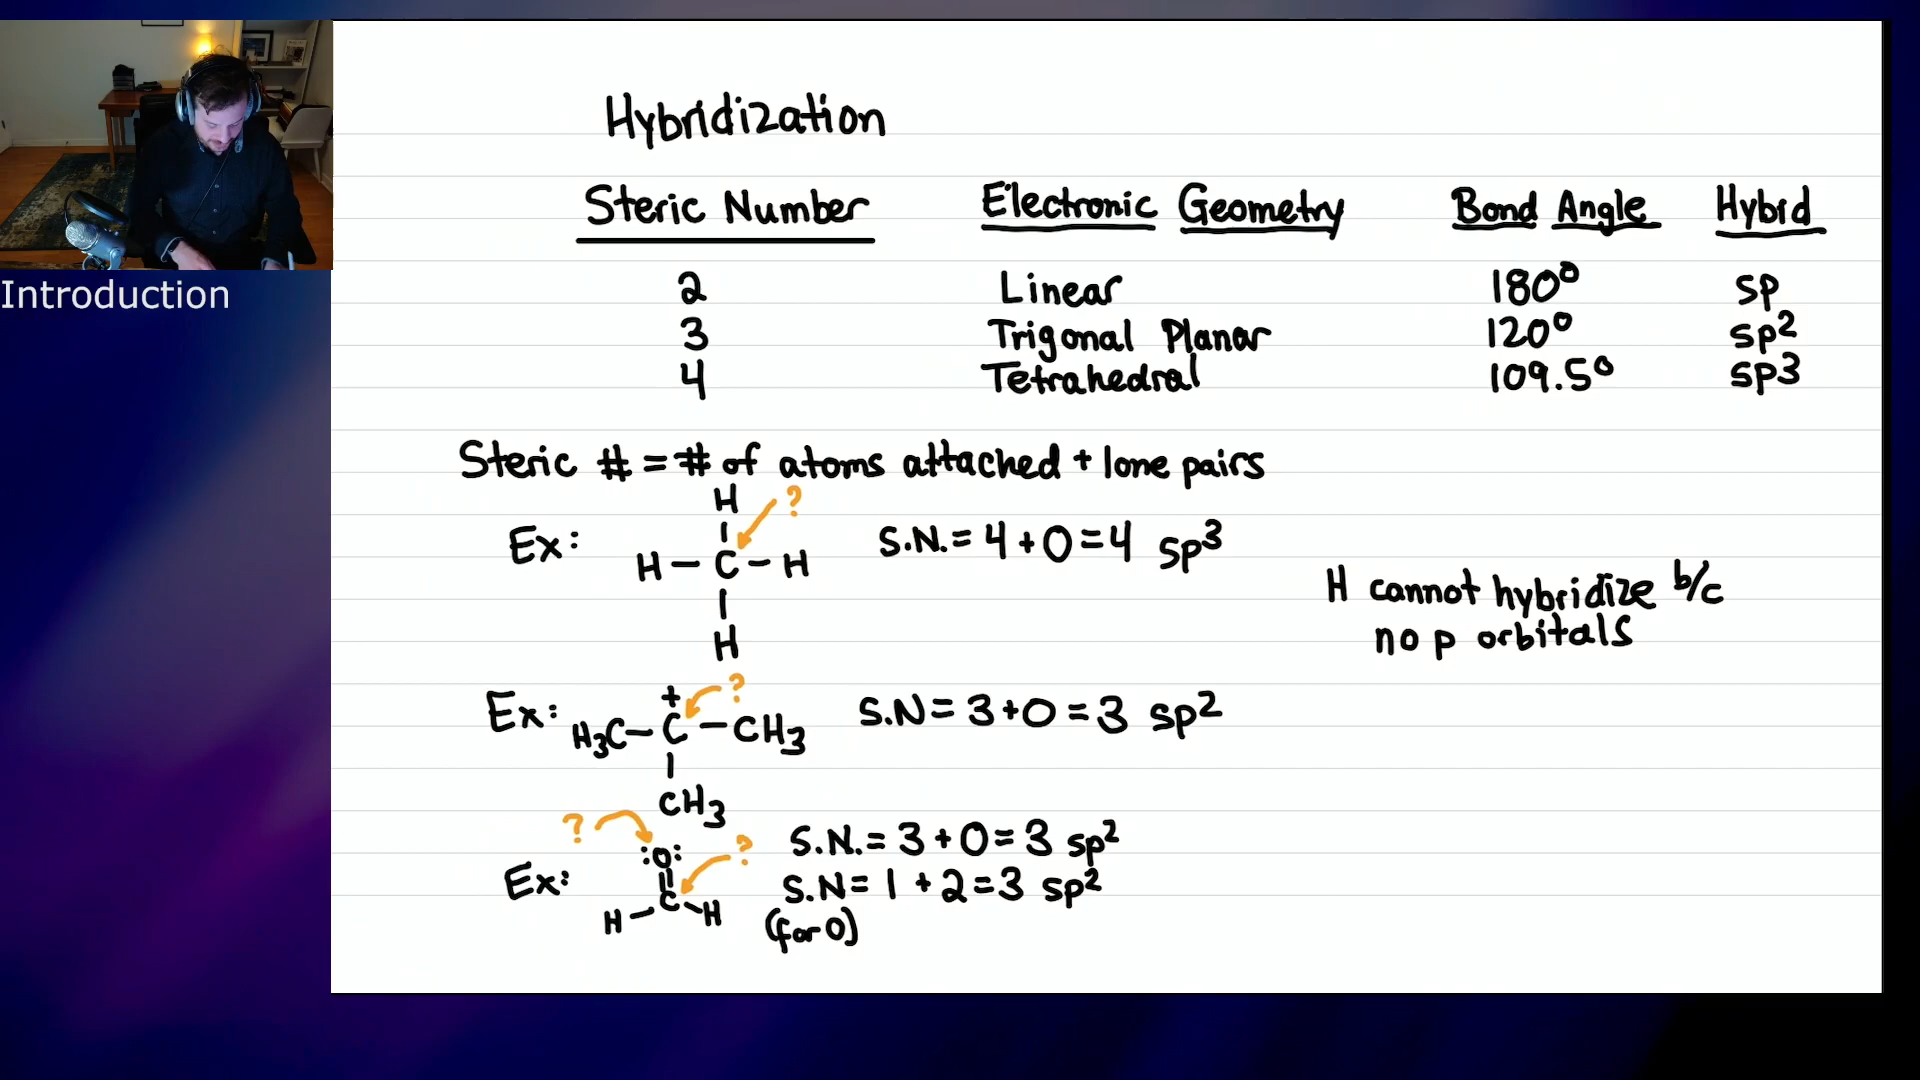 Introduction
Hybridization
Steric Number Electronic Geometry Bond Angle Hybrd
2 Linear 180° sp
3 Trigonal Planar 120° sp²
4 Tetrahedral 109.5° sp3
Steric # = # of atoms attached + lone pairs
H ?
Ex: H – C – H S.N. = 4 + 0 = 4 sp³
H
H cannot hybridize b/c
no p orbitals
+ ?
Ex: H₃C – C – CH₃ S.N = 3 + 0 = 3 sp²
CH₃
? :O: ? S.N. = 3 + 0 = 3 sp²
Ex: C S.N = 1 + 2 = 3 sp²
H – H (for O)